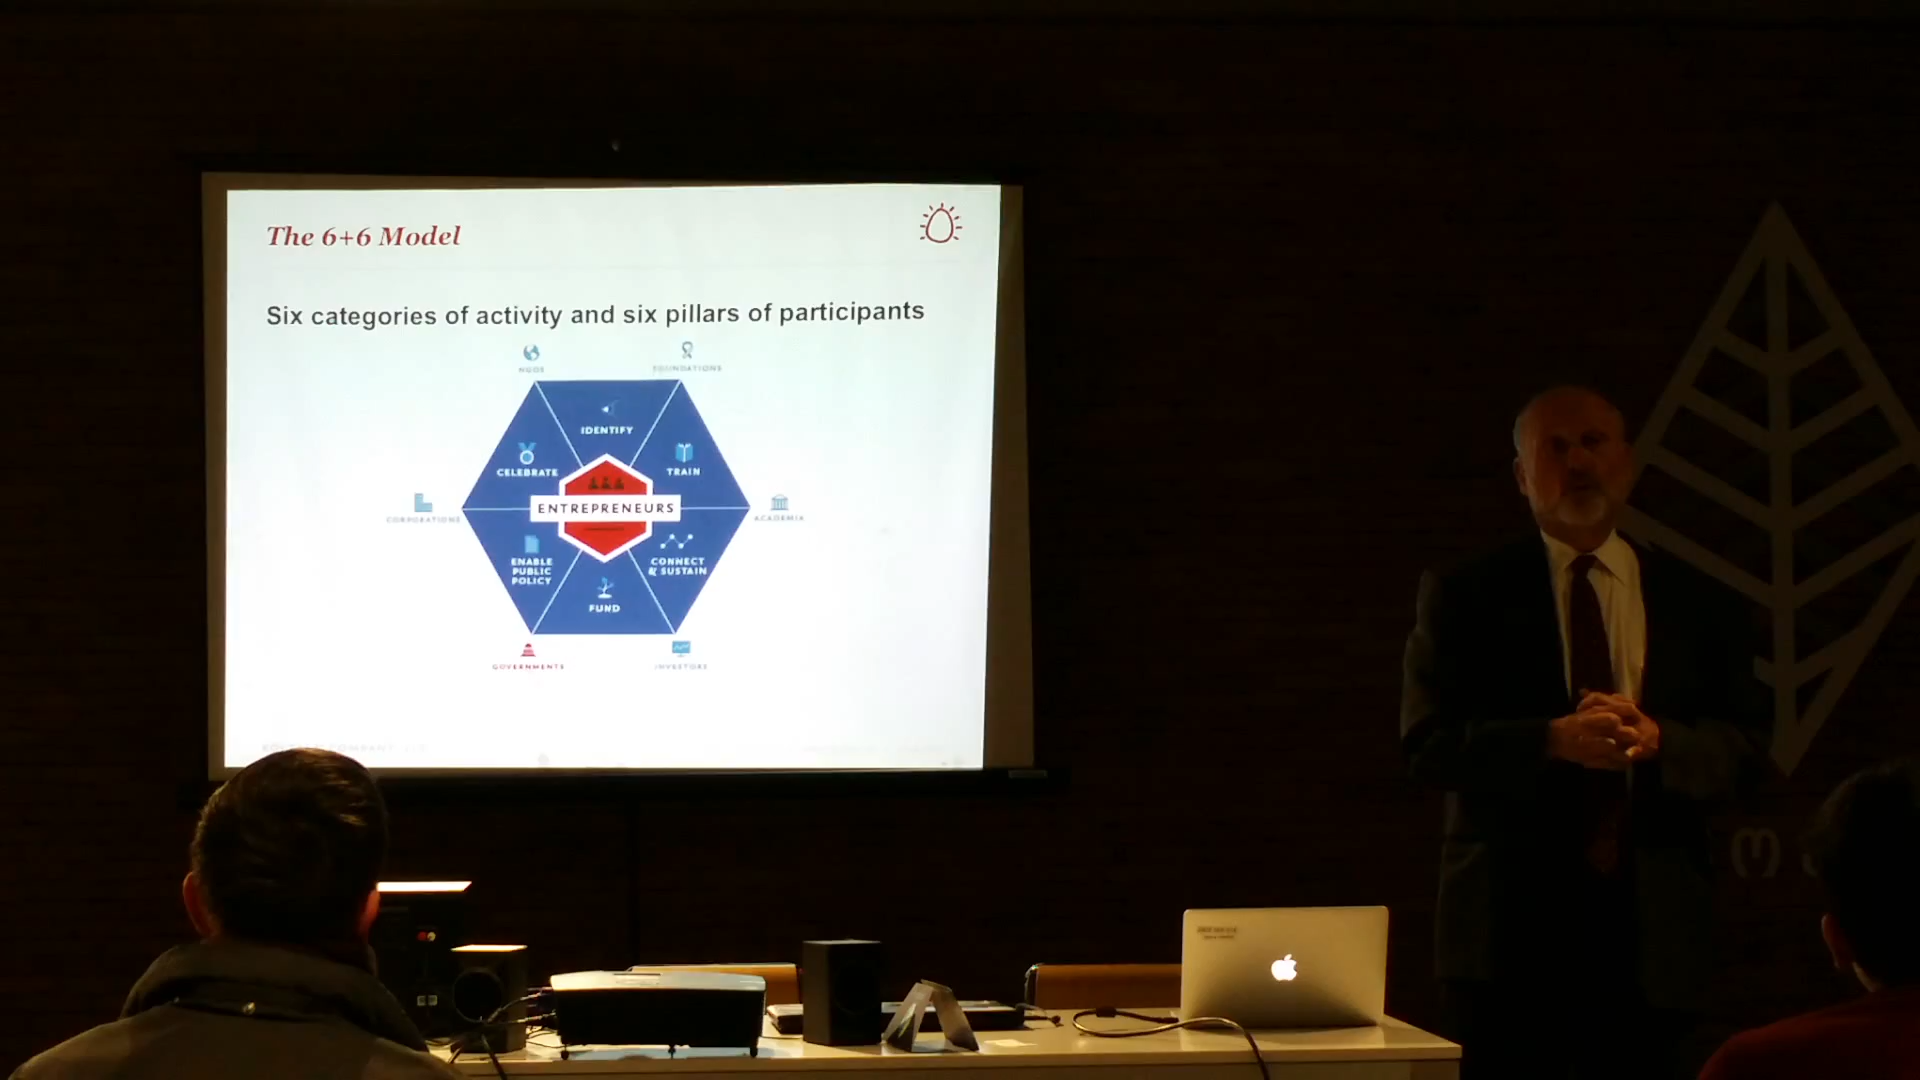 The 6+6 Model
Six categories of activity and six pillars of participants
NGOS
FOUNDATIONS
IDENTIFY
CELEBRATE
TRAIN
CORPORATIONS
ENTREPRENEURS
ACADEMIA
ENABLE
PUBLIC
POLICY
CONNECT
& SUSTAIN
FUND
GOVERNMENTS
INVESTORS